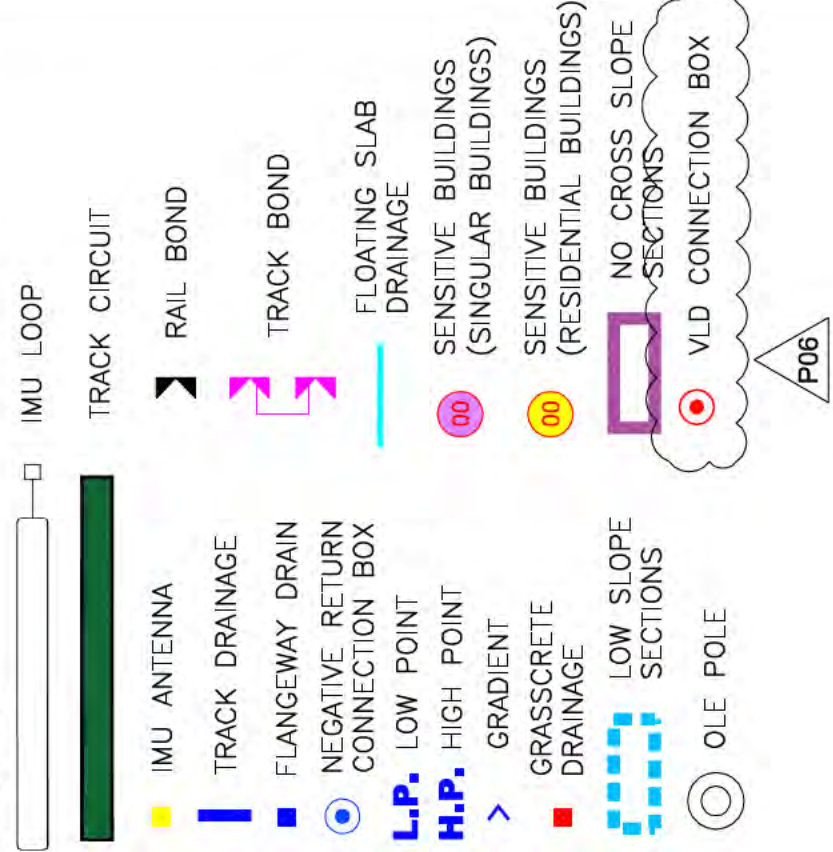 IMU LOOP
TRACK CIRCUIT
IMU ANTENNA
TRACK DRAINAGE
FLANGEWAY DRAIN
NEGATIVE RETURN
CONNECTION BOX
L.P. LOW POINT
H.P. HIGH POINT
GRADIENT
GRASSCRETE
DRAINAGE
LOW SLOPE
SECTIONS
OLE POLE
RAIL BOND
TRACK BOND
FLOATING SLAB
DRAINAGE
00 SENSITIVE BUILDINGS
(SINGULAR BUILDINGS)
00 SENSITIVE BUILDINGS
(RESIDENTIAL BUILDINGS)
NO CROSS SLOPE
SECTIONS
VLD CONNECTION BOX
P06